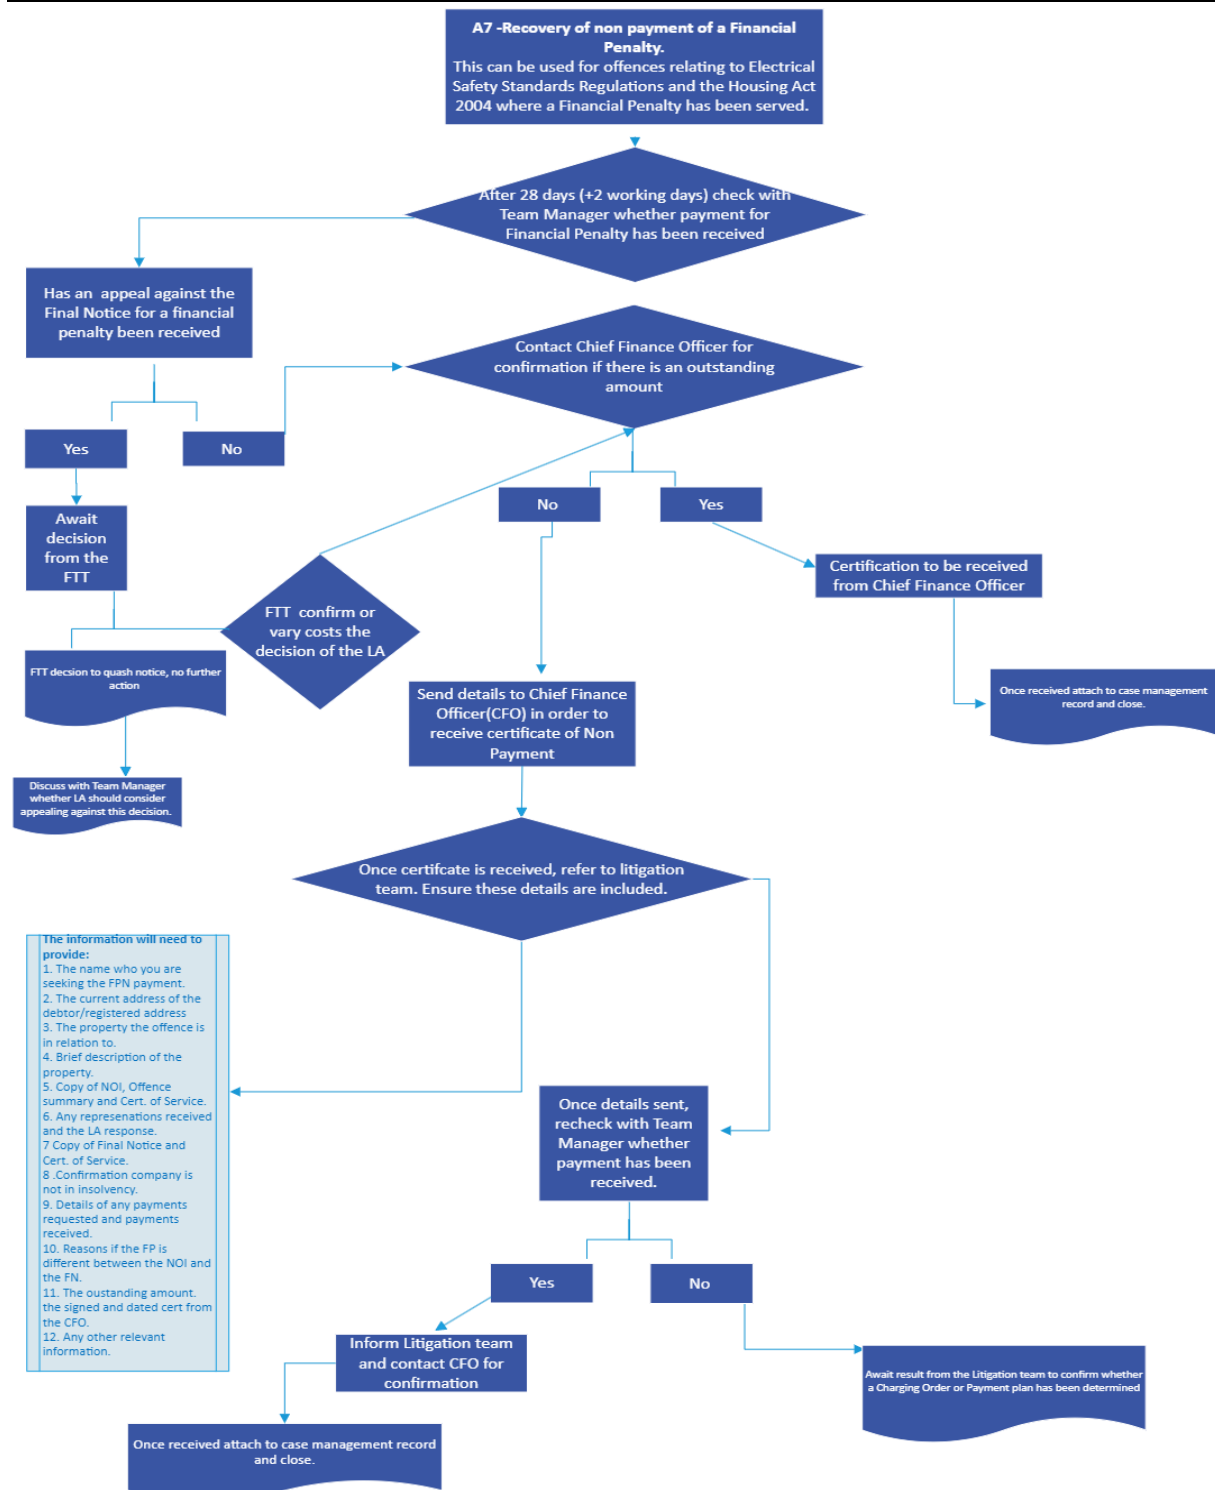 A7 -Recovery of non payment of a Financial
Penalty.
This can be used for offences relating to Electrical
Safety Standards Regulations and the Housing Act
2004 where a Financial Penalty has been served.
After 28 days (+2 working days) check with
Team Manager whether payment for
Financial Penalty has been received
Has an appeal against the
Final Notice for a financial
penalty been received
Contact Chief Finance Officer for
confirmation if there is an outstanding
amount
Yes
No
No
Yes
Await
decision
from the
FTT
Certification to be received
from Chief Finance Officer
FTT confirm or
vary costs the
decision of the LA
FTT decsion to quash notice, no further
action
Send details to Chief Finance
Officer(CFO) in order to
receive certificate of Non
Payment
Once received attach to case management
record and close.
Discuss with Team Manager
whether LA should consider
appealing against this decision.
Once certifcate is received, refer to litigation
team. Ensure these details are included.
The information will need to
provide:
1. The name who you are
seeking the FPN payment.
2. The current address of the
debtor/registered address
3. The property the offence is
in relation to.
4. Brief description of the
property.
5. Copy of NOI, Offence
summary and Cert. of Service.
6. Any represenations received
and the LA response.
7 Copy of Final Notice and
Cert. of Service.
8 .Confirmation company is
not in insolvency.
9. Details of any payments
requested and payments
received.
10. Reasons if the FP is
different between the NOI and
the FN.
11. The oustanding amount.
the signed and dated cert from
the CFO.
12. Any other relevant
information.
Once details sent,
recheck with Team
Manager whether
payment has been
received.
Yes
No
Inform Litigation team
and contact CFO for
confirmation
Await result from the Litigation team to confirm whether
a Charging Order or Payment plan has been determined
Once received attach to case management record
and close.